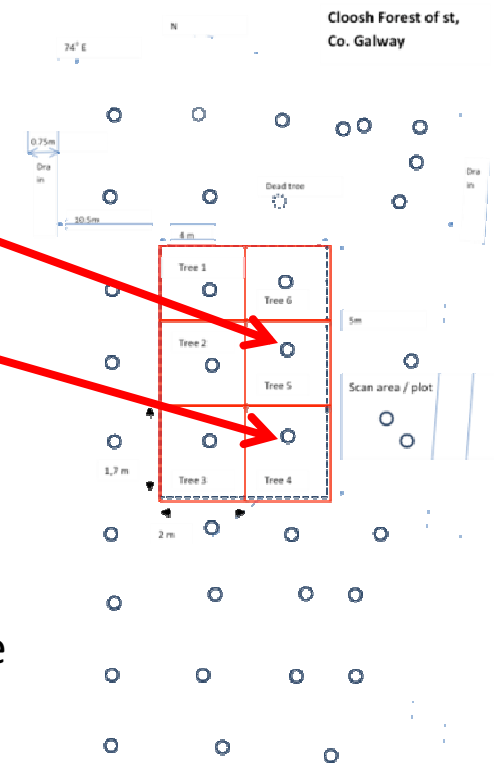 Cloosh Forest of st,
Co. Galway
N
74° E
0.75m
Dra
in
Dra
in
Dead tree
10.5m
4 m
Tree 1
Tree 6
5m
Tree 2
Tree 5
Scan area / plot
1,7 m
Tree 3
Tree 4
2 m
e